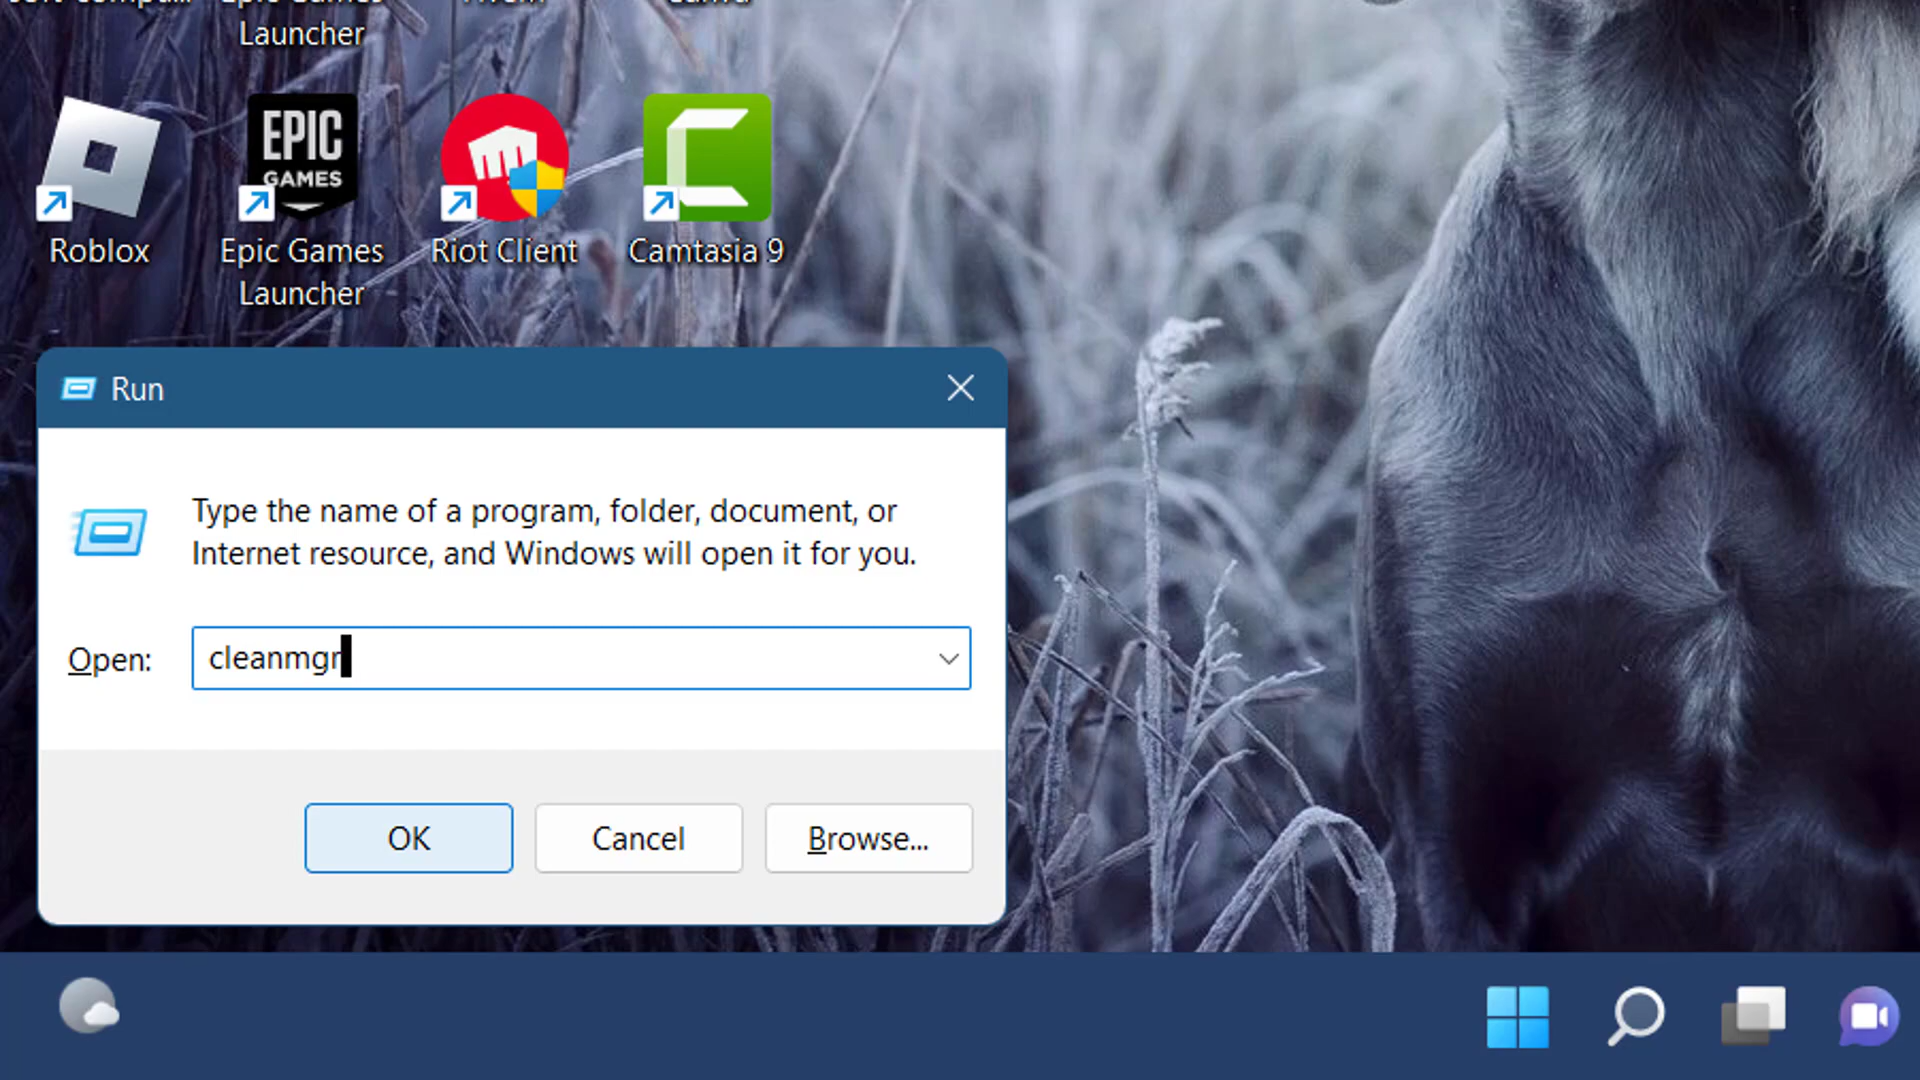 Launcher
EPIC
GAMES
Roblox
Epic Games
Launcher
Riot Client
Camtasia 9
Run
Type the name of a program, folder, document, or
Internet resource, and Windows will open it for you.
Open:
cleanmgr
OK
Cancel
Browse...